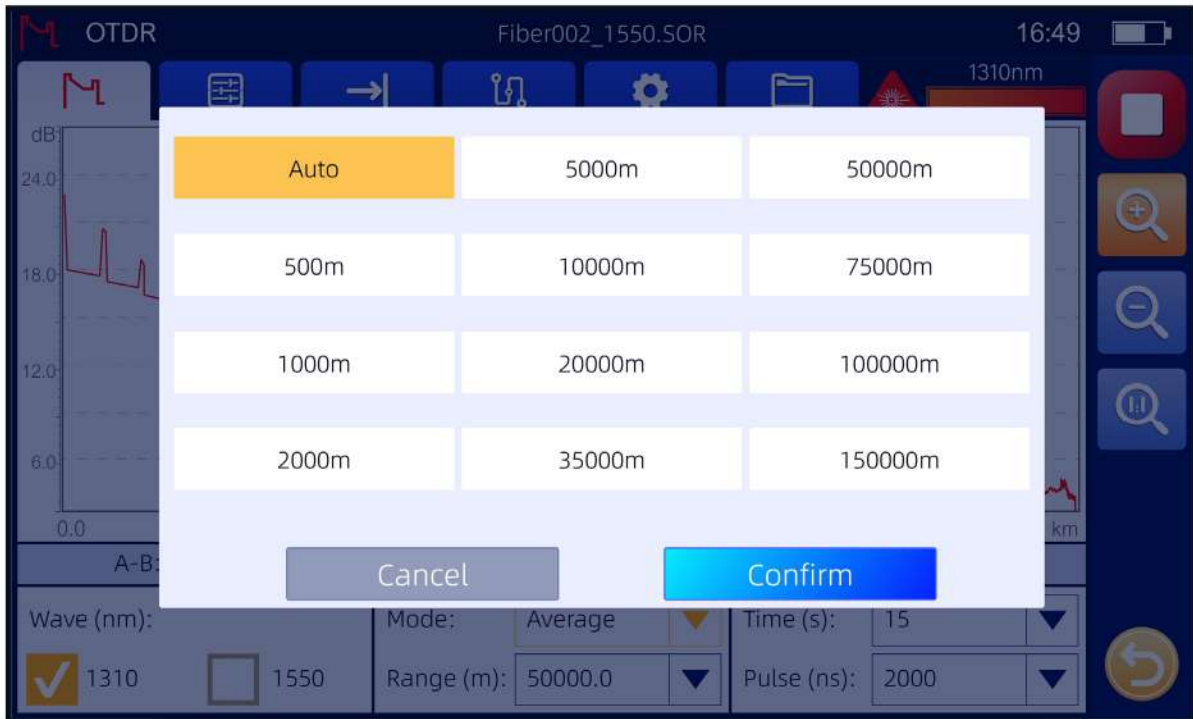 OTDR Fiber002_1550.SOR 16:49
1310nm
dB
24.0
18.0
12.0
6.0
0.0 km
Auto 5000m 50000m
500m 10000m 75000m
1000m 20000m 100000m
2000m 35000m 150000m
Cancel Confirm
1:1
A-B:
Wave (nm): Mode: Average Time (s): 15
1310 1550 Range (m): 50000.0 Pulse (ns): 2000